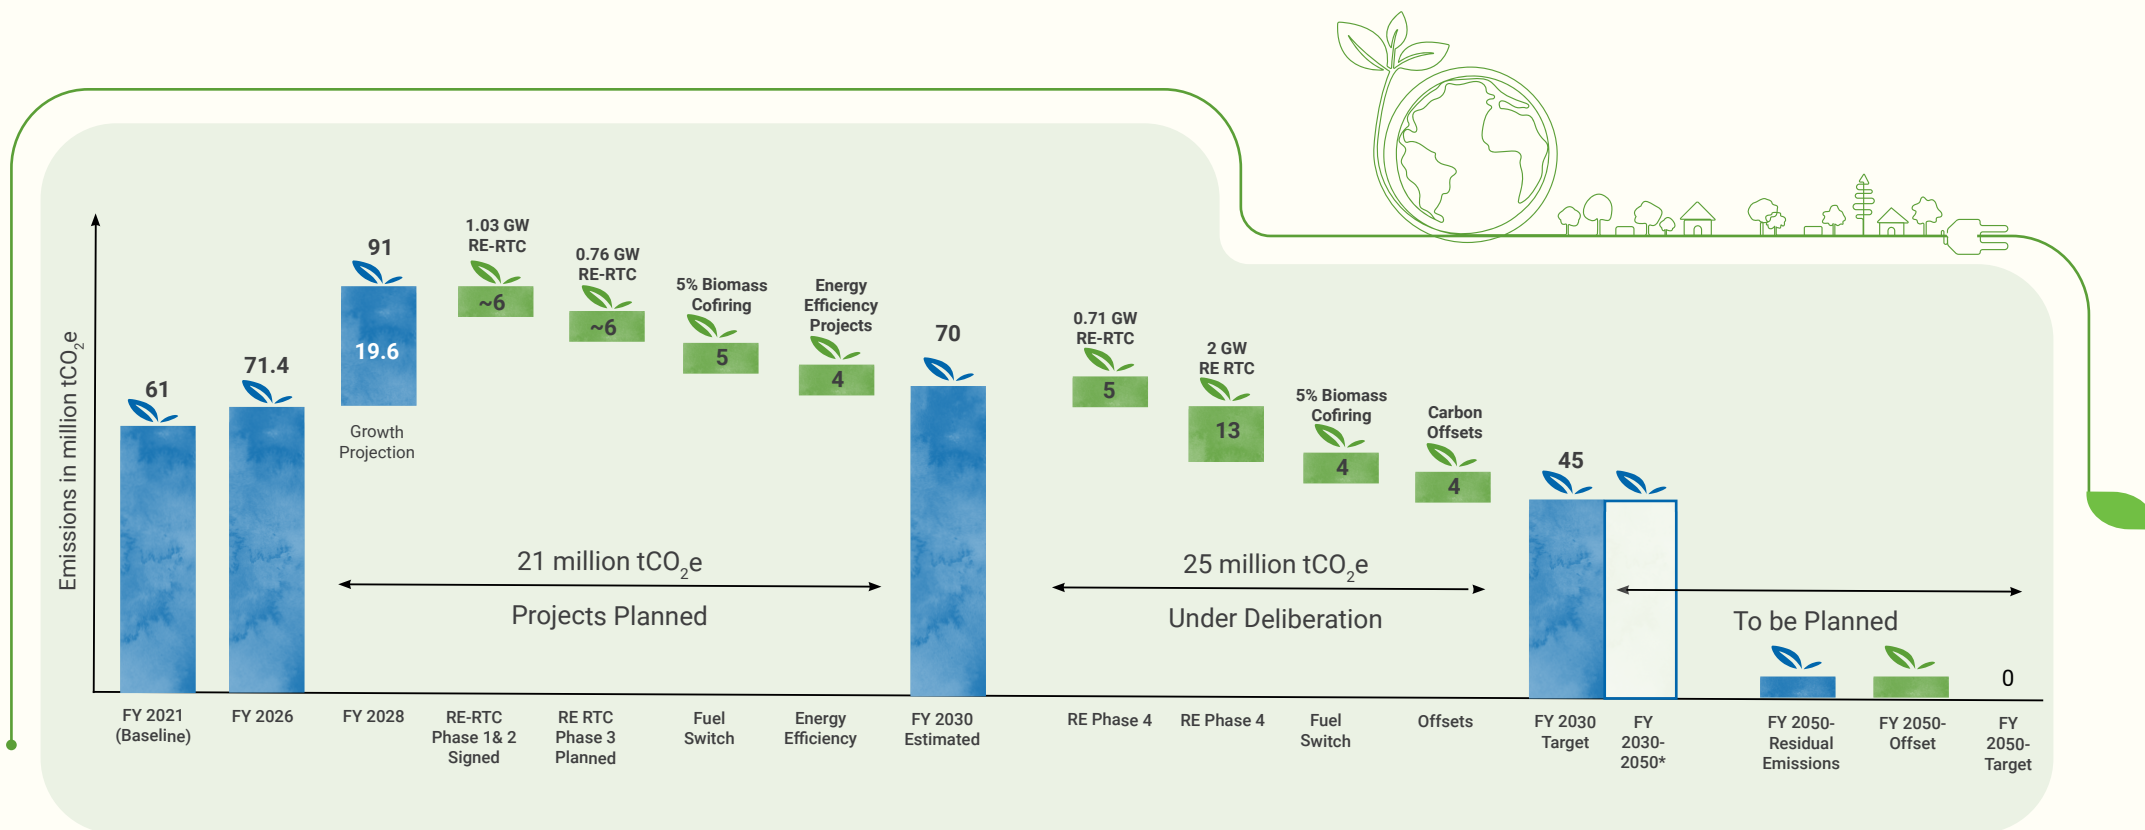 Emissions in million tCO2e
61
71.4
91
19.6
Growth
Projection
1.03 GW
RE-RTC
~6
0.76 GW
RE-RTC
~6
5% Biomass
Cofiring
5
Energy
Efficiency
Projects
4
70
0.71 GW
RE-RTC
5
2 GW
RE RTC
13
5% Biomass
Cofiring
4
Carbon
Offsets
4
45
21 million tCO2e
Projects Planned
25 million tCO2e
Under Deliberation
To be Planned
0
FY 2021
(Baseline)
FY 2026
FY 2028
RE-RTC
Phase 1& 2
Signed
RE RTC
Phase 3
Planned
Fuel
Switch
Energy
Efficiency
FY 2030
Estimated
RE Phase 4
RE Phase 4
Fuel
Switch
Offsets
FY 2030
Target
FY
2030-
2050*
FY 2050-
Residual
Emissions
FY 2050-
Offset
FY
2050-
Target